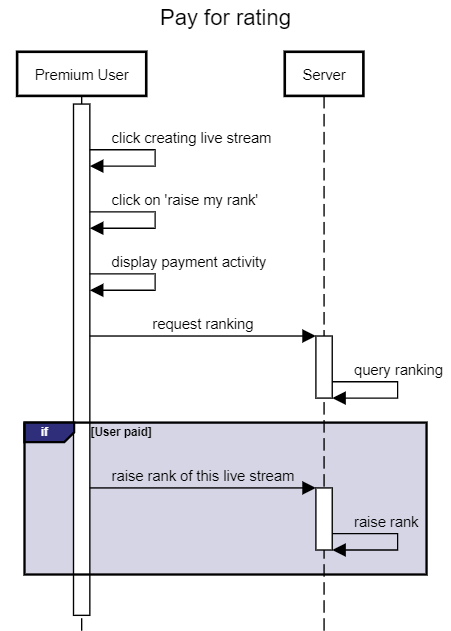 Pay for rating
Premium User
Server
click creating live stream
click on 'raise my rank'
display payment activity
request ranking
query ranking
if
[User paid]
raise rank of this live stream
raise rank